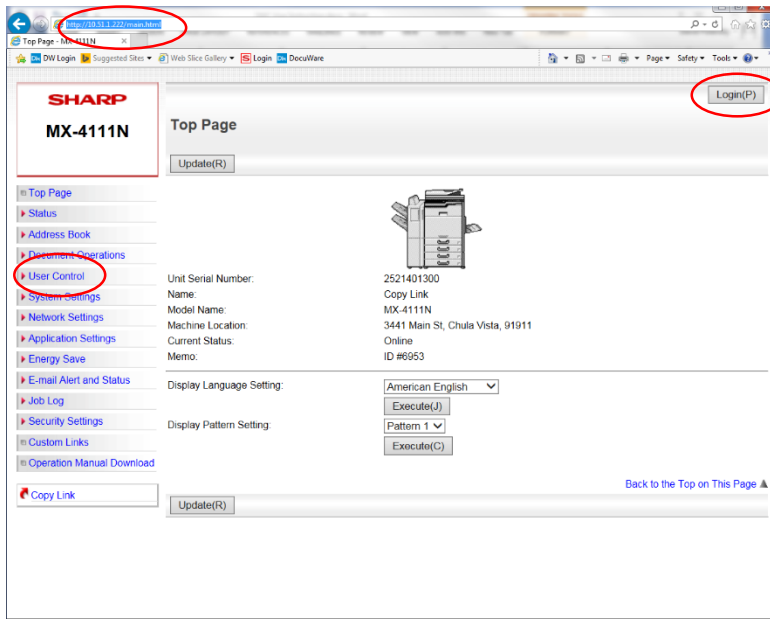 http://10.51.1.222/main.html
Top Page - MX-4111N
DW Login Suggested Sites Web Slice Gallery Login DocuWare Page Safety Tools
Login(P)
SHARP
MX-4111N
Top Page
Update(R)
Top Page
Status
Address Book
Document Operations
User Control
System Settings
Network Settings
Application Settings
Energy Save
E-mail Alert and Status
Job Log
Security Settings
Custom Links
Operation Manual Download
Copy Link
Unit Serial Number: 2521401300
Name: Copy Link
Model Name: MX-4111N
Machine Location: 3441 Main St, Chula Vista, 91911
Current Status: Online
Memo: ID #6953
Display Language Setting: American English
Execute(J)
Display Pattern Setting: Pattern 1
Execute(C)
Back to the Top on This Page
Update(R)